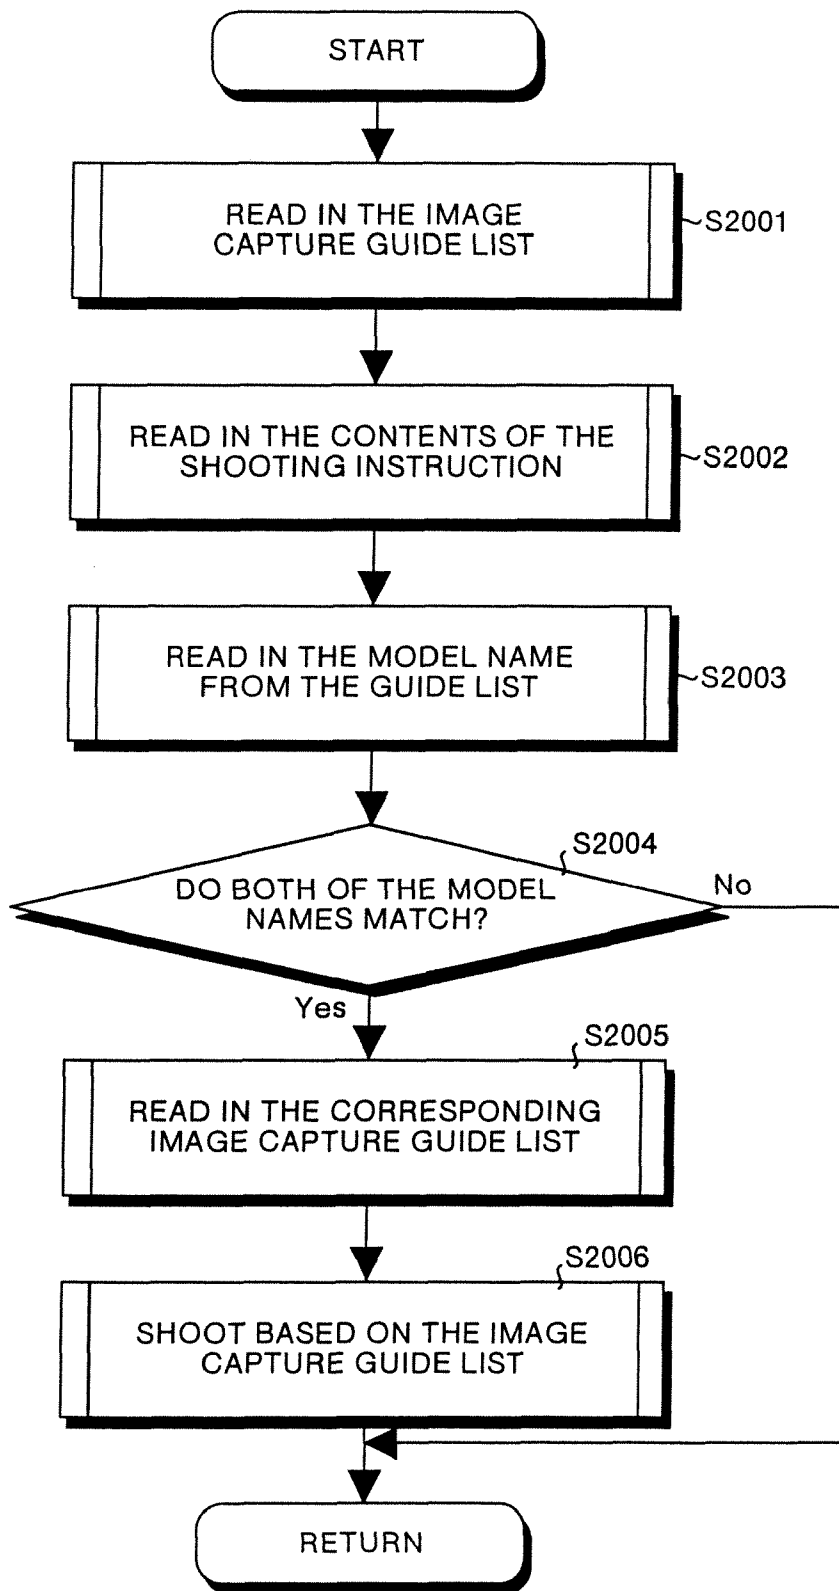 START
READ IN THE IMAGE
CAPTURE GUIDE LIST
S2001
READ IN THE CONTENTS OF THE
SHOOTING INSTRUCTION
S2002
READ IN THE MODEL NAME
FROM THE GUIDE LIST
S2003
S2004
DO BOTH OF THE MODEL
NAMES MATCH?
No
Yes
S2005
READ IN THE CORRESPONDING
IMAGE CAPTURE GUIDE LIST
S2006
SHOOT BASED ON THE IMAGE
CAPTURE GUIDE LIST
RETURN